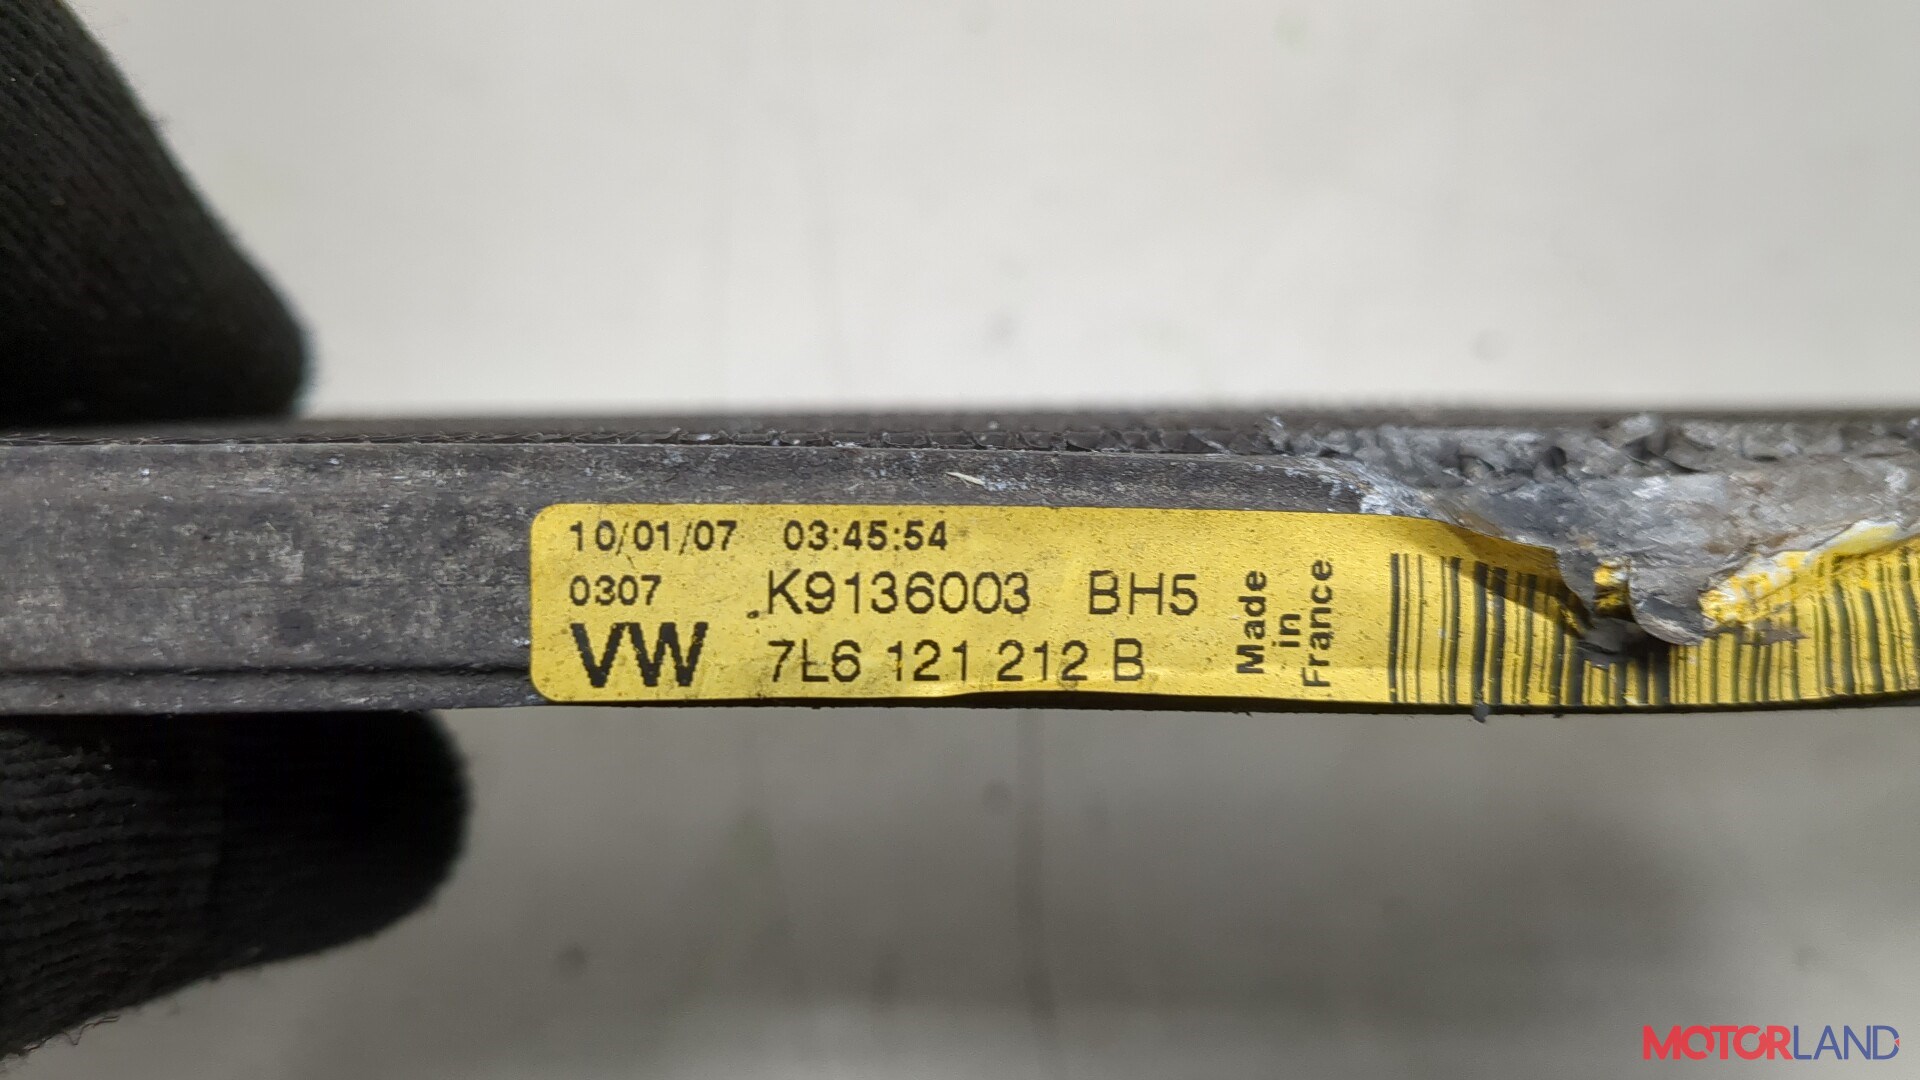 10/01/07 03:45:54
0307 K9136003 BH5
VW 7L6 121 212 B
Made
in
France
MOTORLAND